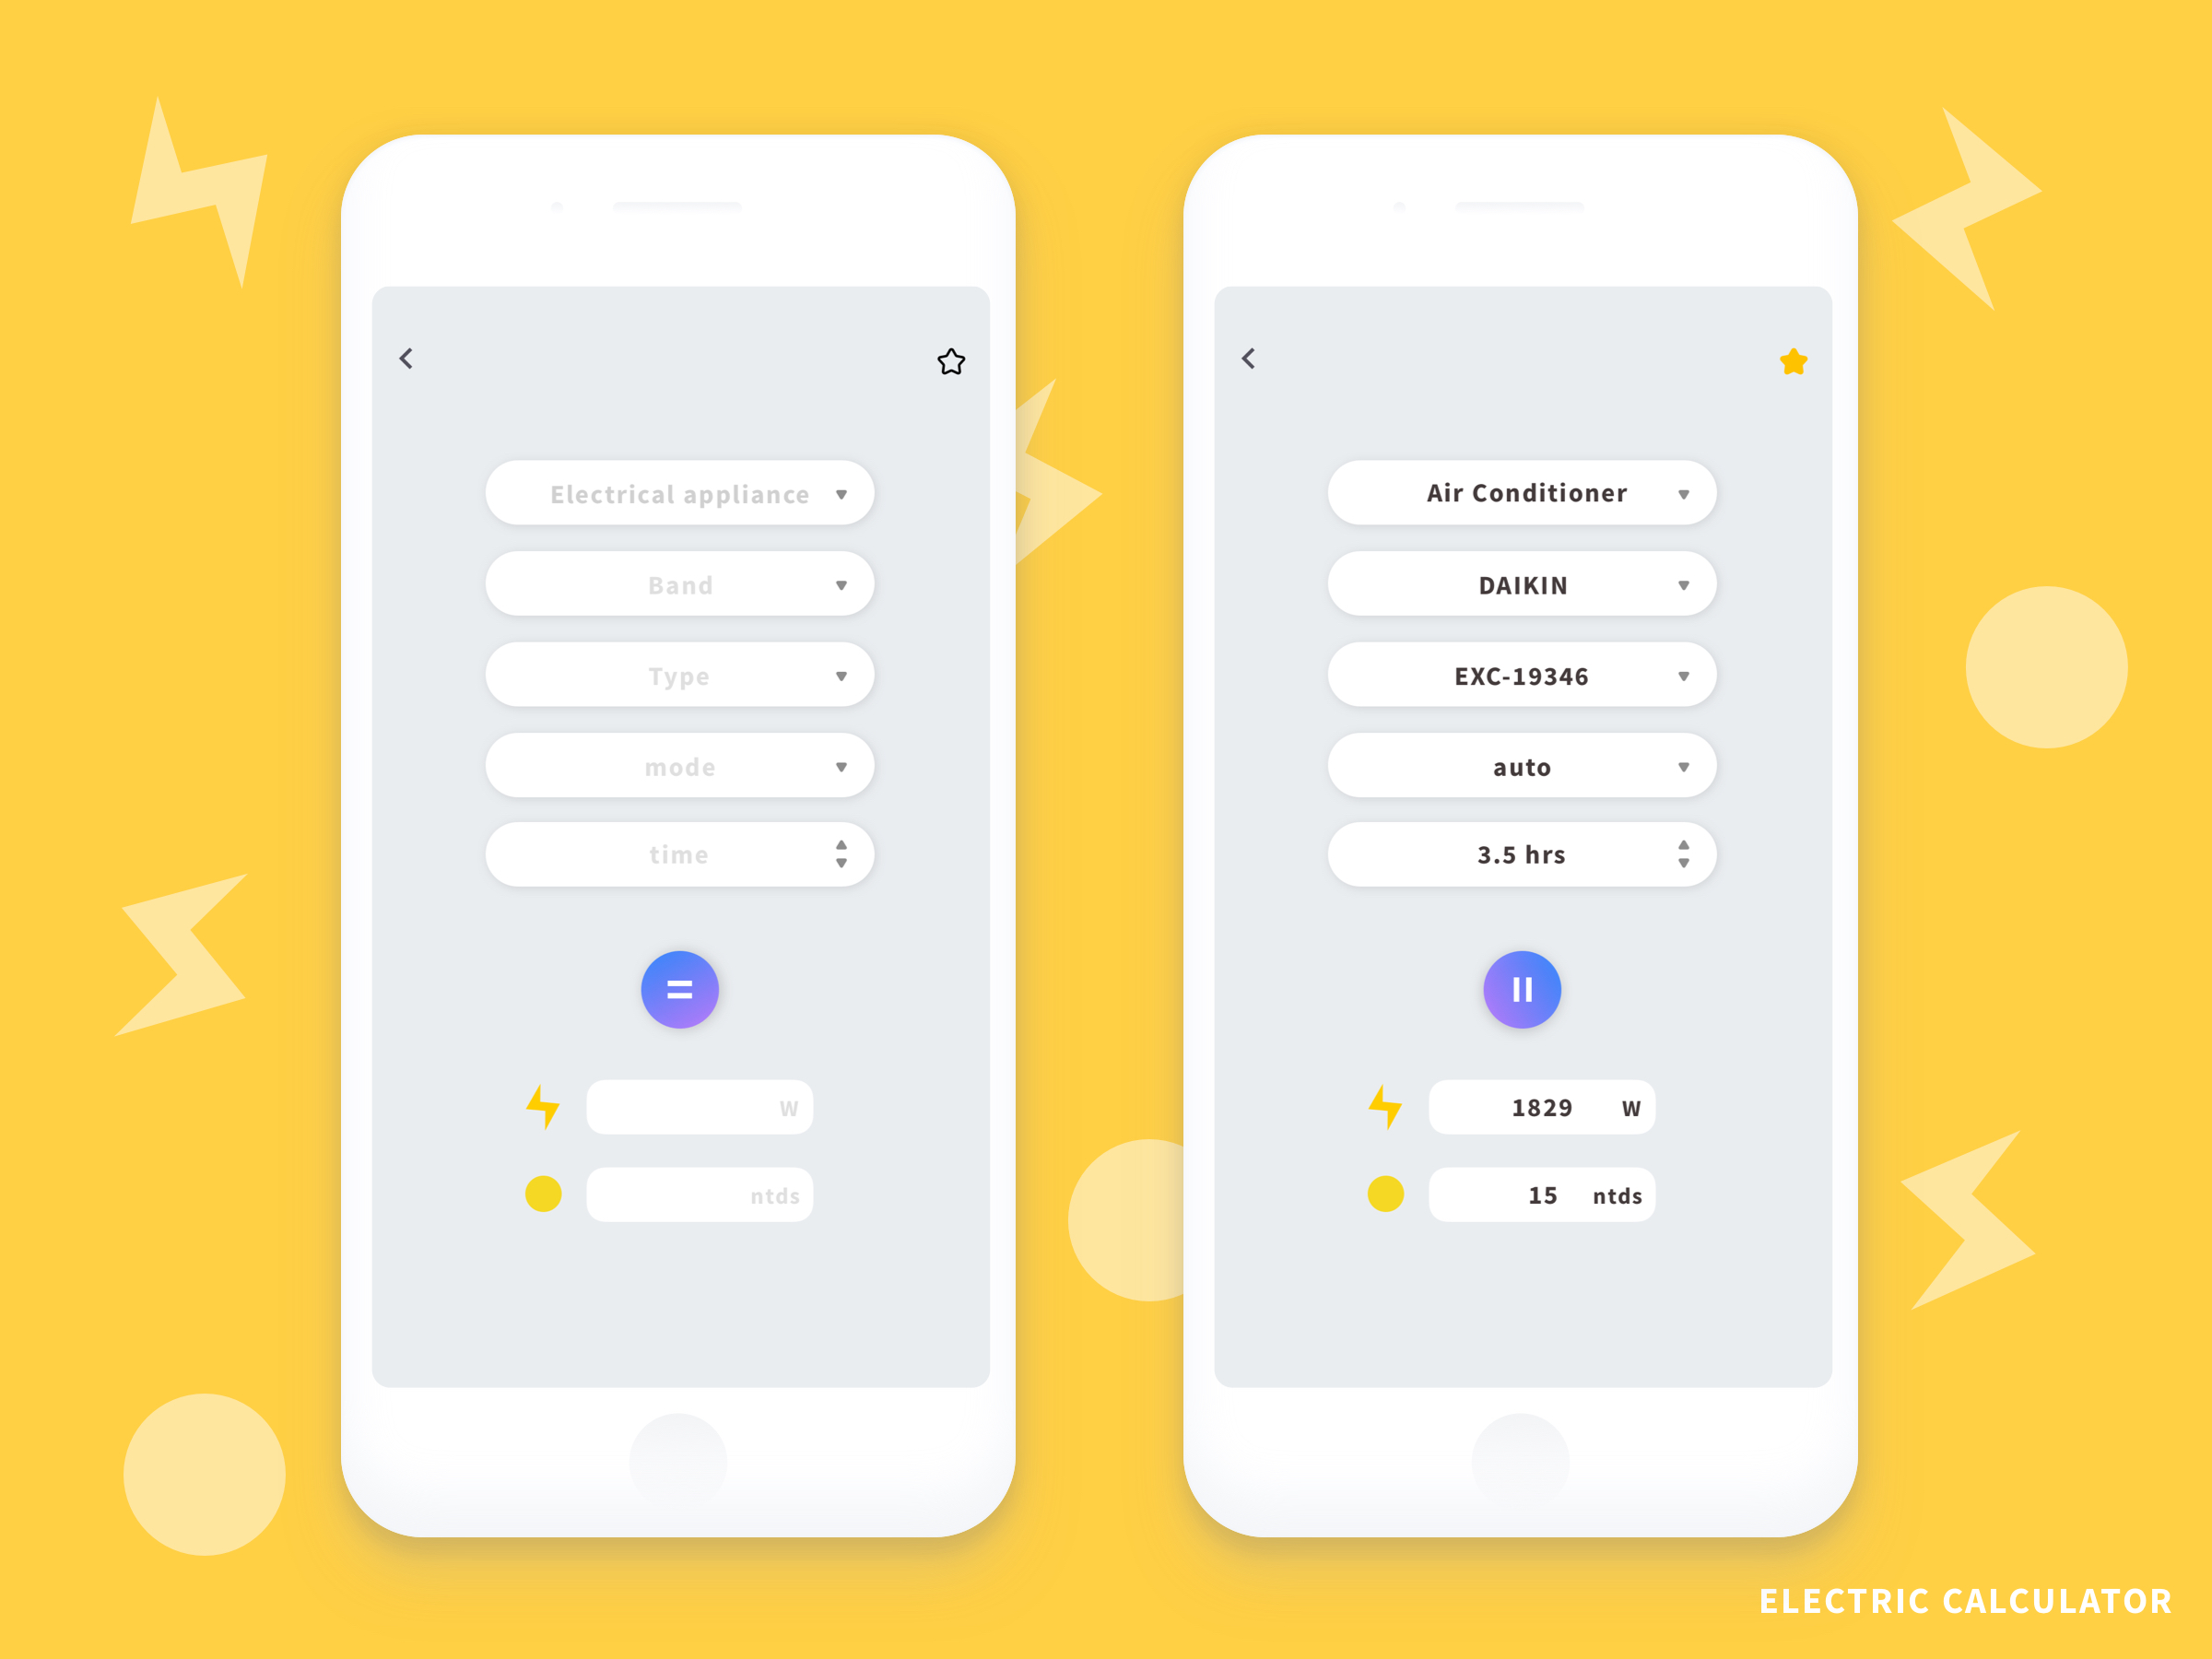 Electrical appliance
Band
Type
mode
time
W
ntds
Air Conditioner
DAIKIN
EXC-19346
auto
3.5 hrs
1829 W
15 ntds
ELECTRIC CALCULATOR